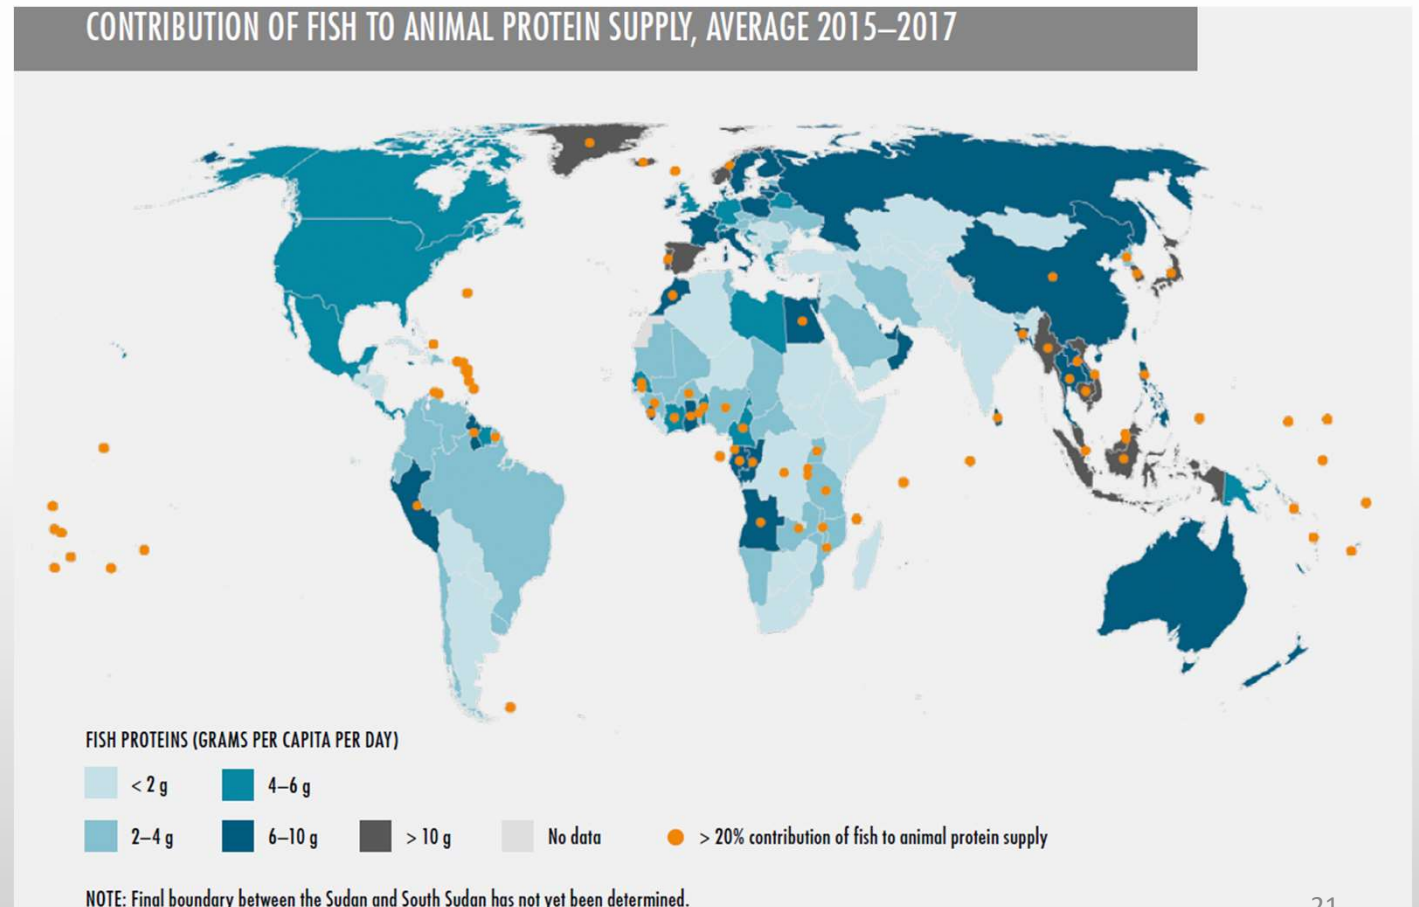 CONTRIBUTION OF FISH TO ANIMAL PROTEIN SUPPLY, AVERAGE 2015–2017
FISH PROTEINS (GRAMS PER CAPITA PER DAY)
< 2 g
4–6 g
2–4 g
6–10 g
> 10 g
No data
> 20% contribution of fish to animal protein supply
NOTE: Final boundary between the Sudan and South Sudan has not yet been determined.
21